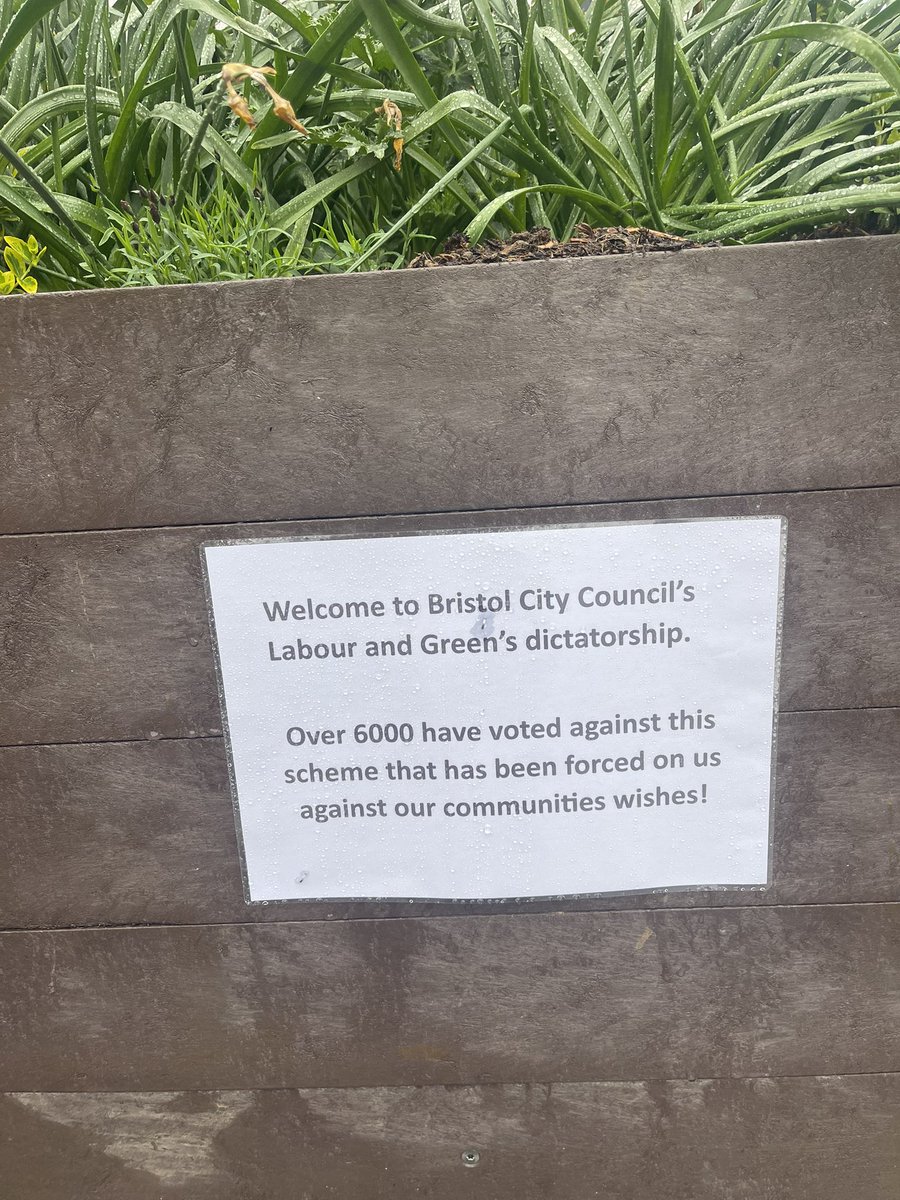 Welcome to Bristol City Council's
Labour and Green's dictatorship.
Over 6000 have voted against this
scheme that has been forced on us
against our communities wishes!